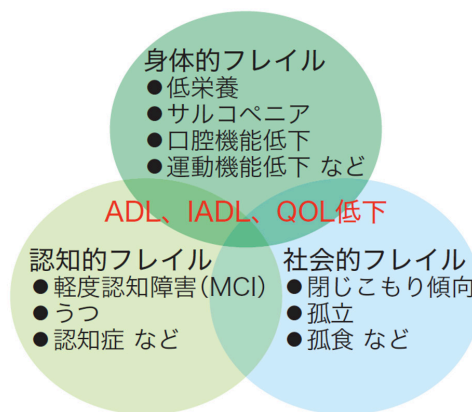 身体的フレイル
●低栄養
●サルコペニア
●口腔機能低下
●運動機能低下 など
ADL、IADL、QOL低下
認知的フレイル
●軽度認知障害(MCI)
●うつ
●認知症 など
社会的フレイル
●閉じこもり傾向
●孤立
●孤食 など